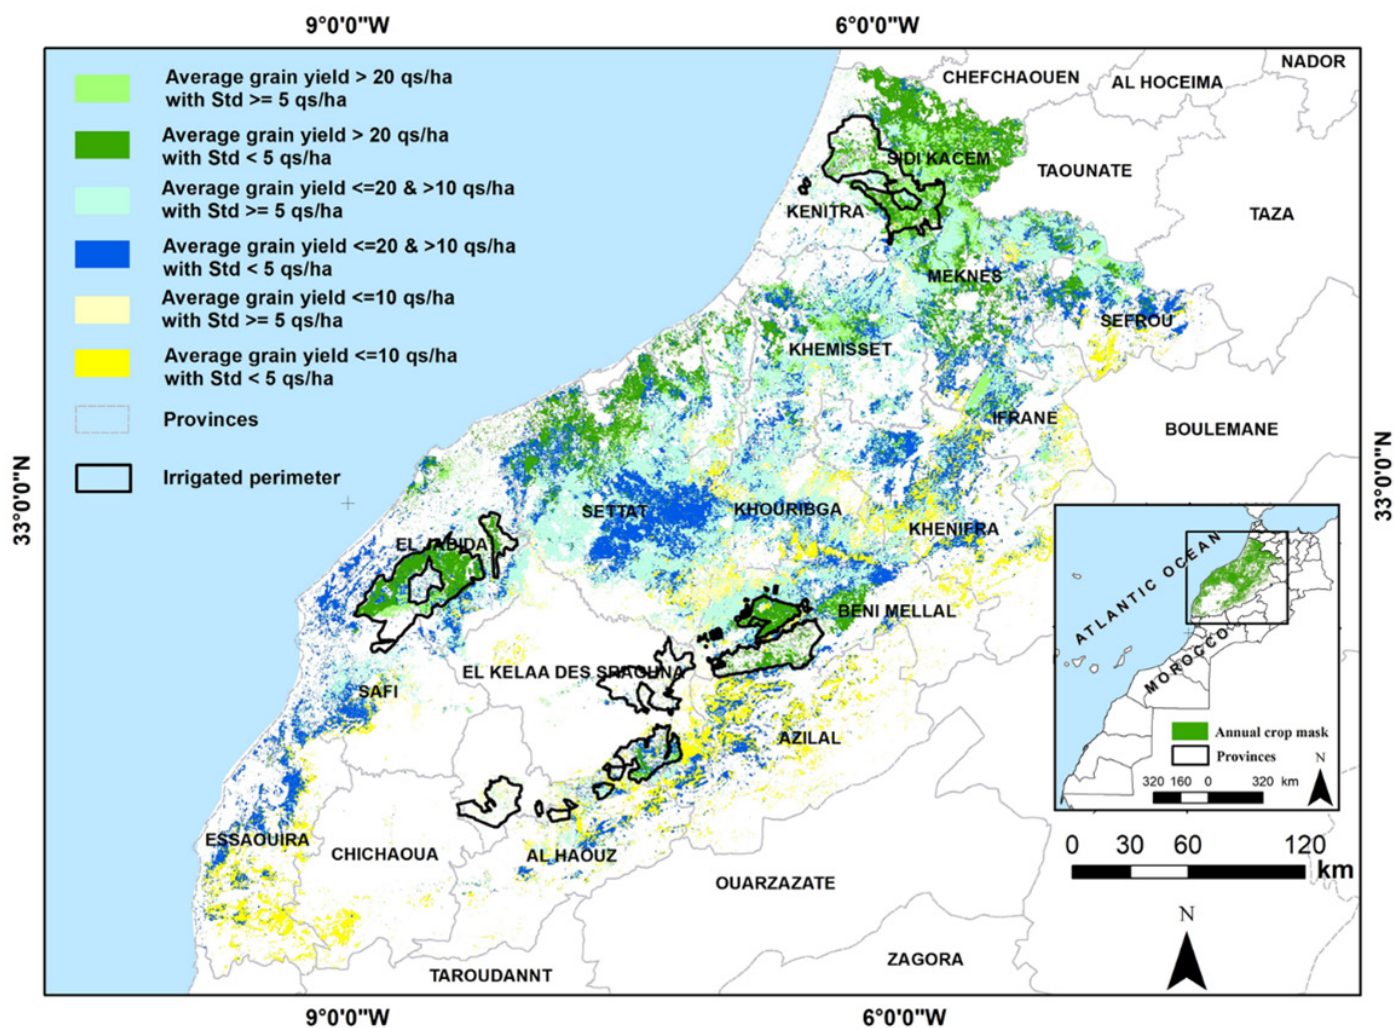 9°0'0"W
6°0'0"W
Average grain yield > 20 qs/ha
with Std >= 5 qs/ha
Average grain yield > 20 qs/ha
with Std < 5 qs/ha
Average grain yield <=20 & >10 qs/ha
with Std >= 5 qs/ha
Average grain yield <=20 & >10 qs/ha
with Std < 5 qs/ha
Average grain yield <=10 qs/ha
with Std >= 5 qs/ha
Average grain yield <=10 qs/ha
with Std < 5 qs/ha
Provinces
Irrigated perimeter
NADOR
CHEFCHAOUEN
AL HOCEIMA
SIDI KACEM
TAOUNATE
KENITRA
TAZA
MEKNES
SEFROU
KHEMISSET
IFRANE
BOULEMANE
33°0'0"N
33°0'0"N
SETTAT
KHOURIBGA
KHENIFRA
EL JADIDA
BENI MELLAL
EL KELAA DES SRAGHNA
SAFI
AZILAL
ESSAOUIRA
CHICHAOUA
AL HAOUZ
OUARZAZATE
ZAGORA
TAROUDANNT
ATLANTIC OCEAN
MOROCCO
Annual crop mask
Provinces
N
320 160 0 320 km
0 30 60 120
km
N
9°0'0"W
6°0'0"W